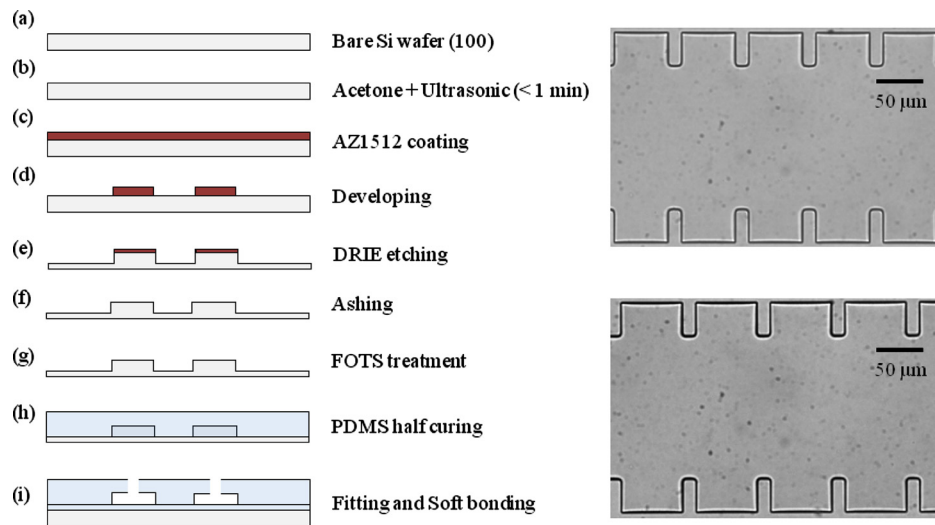 (a)
Bare Si wafer (100)
(b)
Acetone + Ultrasonic (< 1 min)
(c)
AZ1512 coating
(d)
Developing
(e)
DRIE etching
(f)
Ashing
(g)
FOTS treatment
(h)
PDMS half curing
(i)
Fitting and Soft bonding
50 µm
50 µm